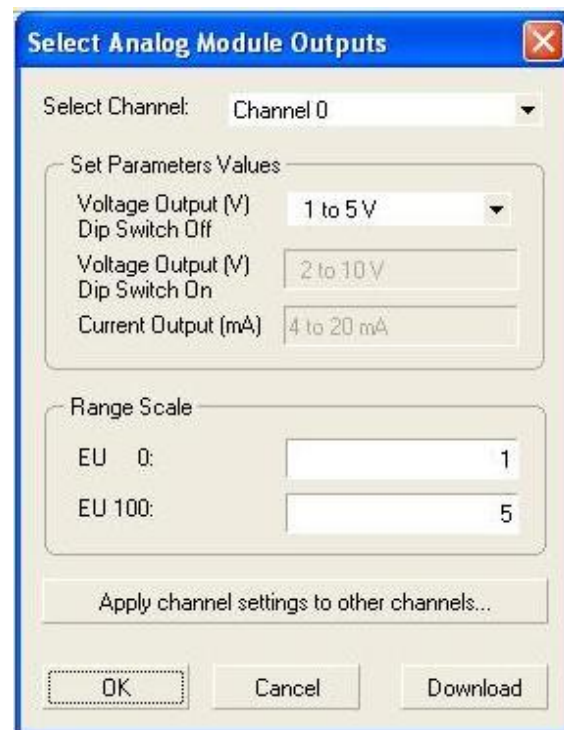 Select Analog Module Outputs
Select Channel: Channel 0
Set Parameters Values
Voltage Output (V)
Dip Switch Off
1 to 5 V
Voltage Output (V)
Dip Switch On
2 to 10 V
Current Output (mA) 4 to 20 mA
Range Scale
EU 0: 1
EU 100: 5
Apply channel settings to other channels...
OK Cancel Download